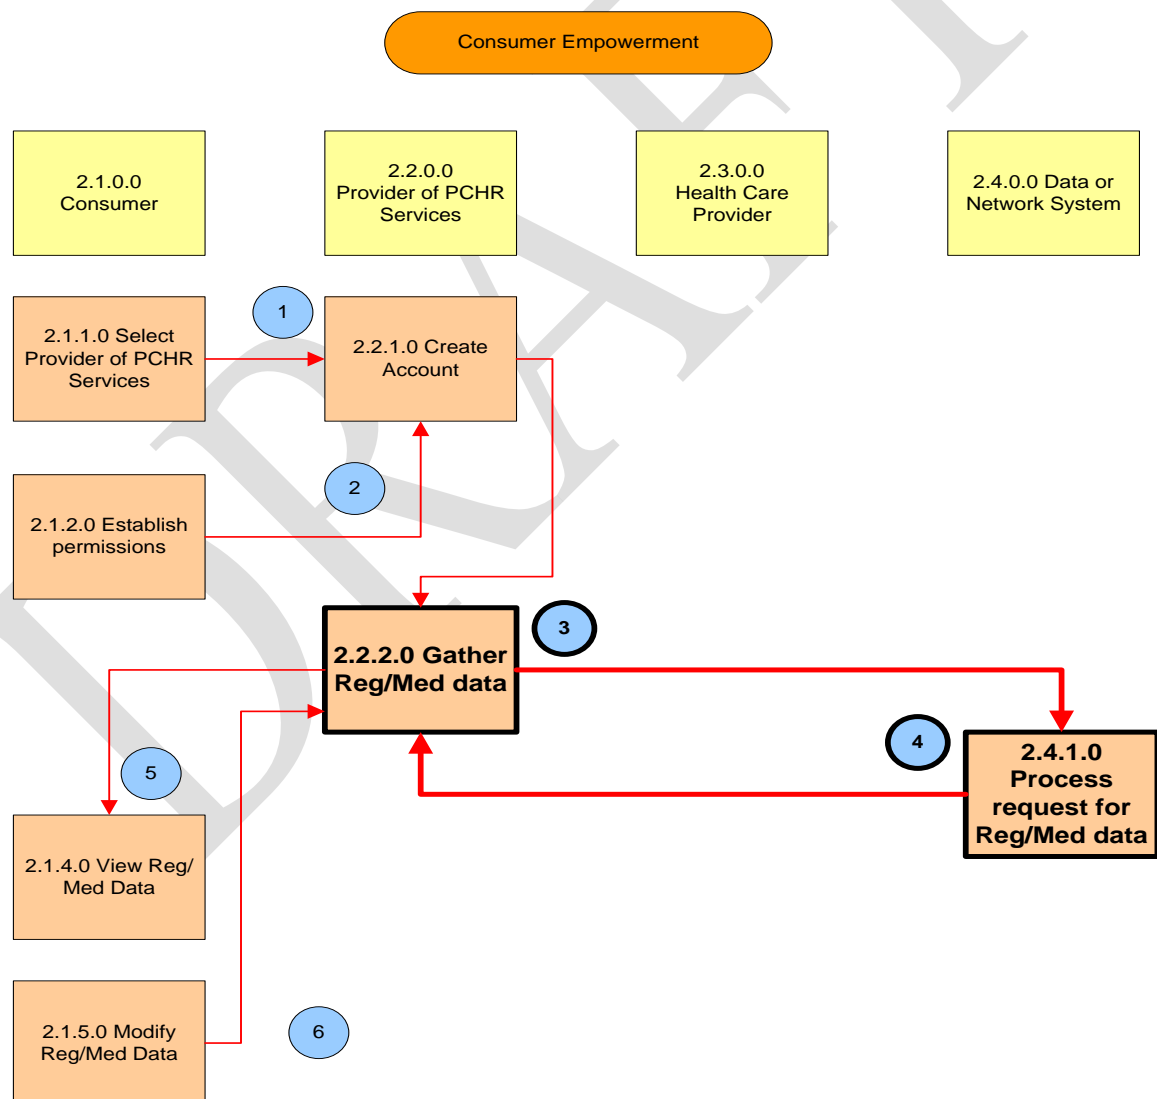 Consumer Empowerment
2.1.0.0
Consumer
2.2.0.0
Provider of PCHR
Services
2.3.0.0
Health Care
Provider
2.4.0.0 Data or
Network System
1
2.1.1.0 Select
Provider of PCHR
Services
2.2.1.0 Create
Account
2
2.1.2.0 Establish
permissions
3
2.2.2.0 Gather
Reg/Med data
4
2.4.1.0
Process
request for
Reg/Med data
5
2.1.4.0 View Reg/
Med Data
2.1.5.0 Modify
Reg/Med Data
6
DRAFT